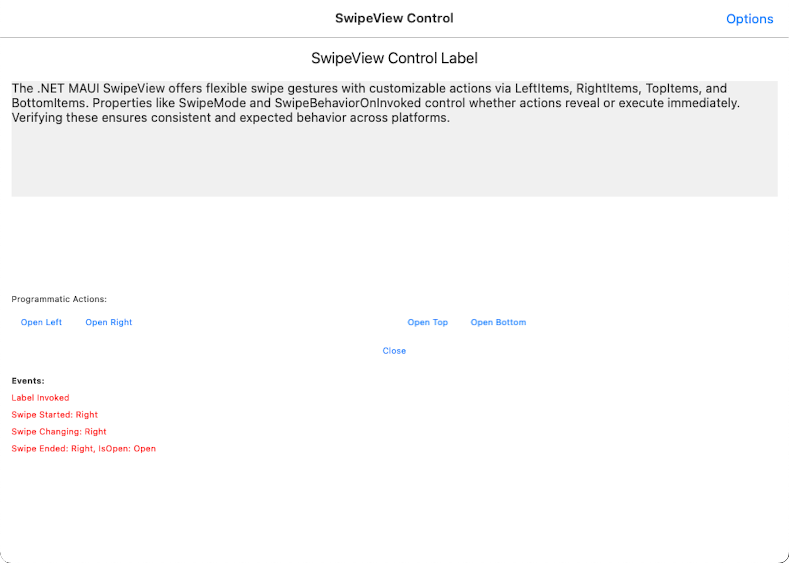 SwipeView Control
Options
SwipeView Control Label
The .NET MAUI SwipeView offers flexible swipe gestures with customizable actions via LeftItems, RightItems, TopItems, and
BottomItems. Properties like SwipeMode and SwipeBehaviorOnInvoked control whether actions reveal or execute immediately.
Verifying these ensures consistent and expected behavior across platforms.
Programmatic Actions:
Open Left Open Right Open Top Open Bottom
Close
Events:
Label Invoked
Swipe Started: Right
Swipe Changing: Right
Swipe Ended: Right, IsOpen: Open